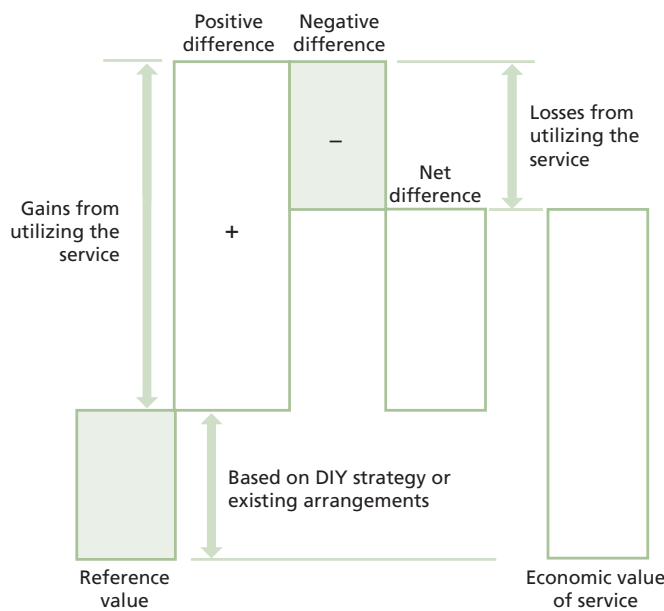 Positive
difference
Negative
difference
Losses from
utilizing the
service
–
Net
difference
Gains from
utilizing the
service
+
Based on DIY strategy or
existing arrangements
Reference
value
Economic value
of service